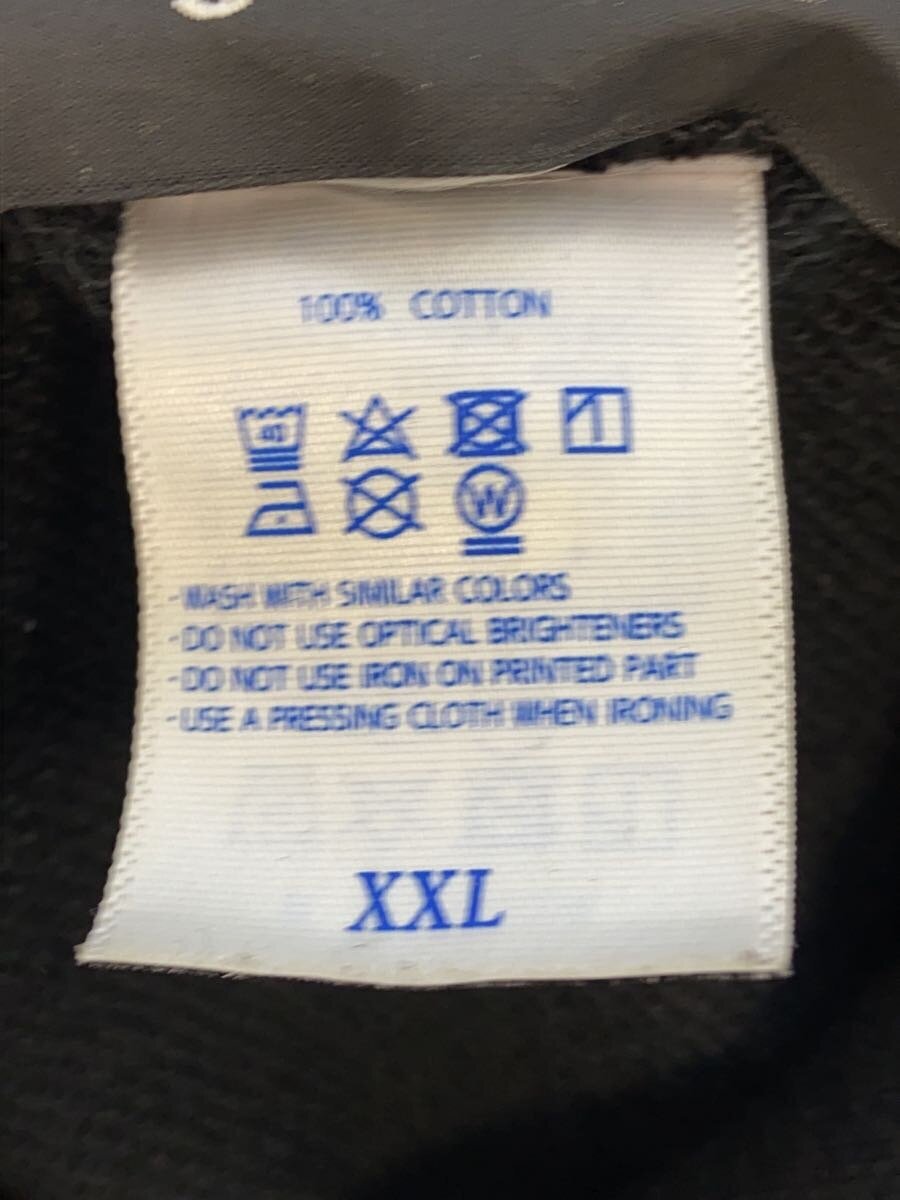 100% COTTON
40
W
-WASH WITH SIMILAR COLORS
-DO NOT USE OPTICAL BRIGHTENERS
-DO NOT USE IRON ON PRINTED PART
-USE A PRESSING CLOTH WHEN IRONING
XXL